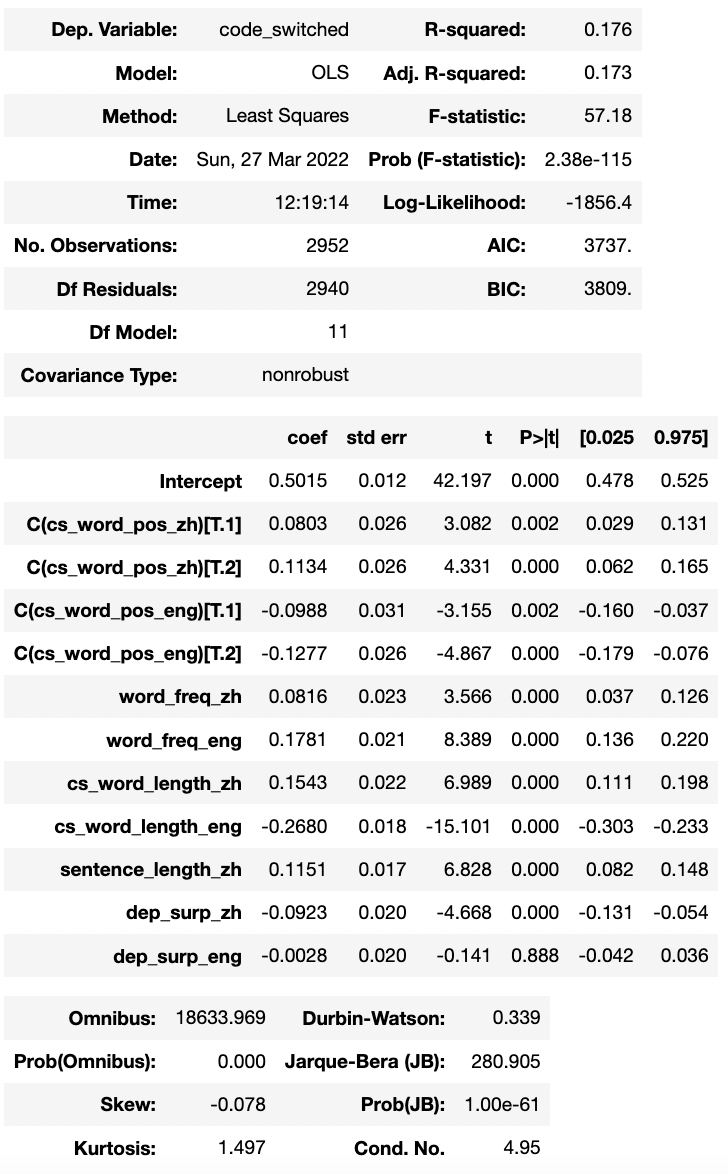 Dep. Variable: code_switched R-squared: 0.176
Model: OLS Adj. R-squared: 0.173
Method: Least Squares F-statistic: 57.18
Date: Sun, 27 Mar 2022 Prob (F-statistic): 2.38e-115
Time: 12:19:14 Log-Likelihood: -1856.4
No. Observations: 2952 AIC: 3737.
Df Residuals: 2940 BIC: 3809.
Df Model: 11
Covariance Type: nonrobust
coef std err t P>|t| [0.025 0.975]
Intercept 0.5015 0.012 42.197 0.000 0.478 0.525
C(cs_word_pos_zh)[T.1] 0.0803 0.026 3.082 0.002 0.029 0.131
C(cs_word_pos_zh)[T.2] 0.1134 0.026 4.331 0.000 0.062 0.165
C(cs_word_pos_eng)[T.1] -0.0988 0.031 -3.155 0.002 -0.160 -0.037
C(cs_word_pos_eng)[T.2] -0.1277 0.026 -4.867 0.000 -0.179 -0.076
word_freq_zh 0.0816 0.023 3.566 0.000 0.037 0.126
word_freq_eng 0.1781 0.021 8.389 0.000 0.136 0.220
cs_word_length_zh 0.1543 0.022 6.989 0.000 0.111 0.198
cs_word_length_eng -0.2680 0.018 -15.101 0.000 -0.303 -0.233
sentence_length_zh 0.1151 0.017 6.828 0.000 0.082 0.148
dep_surp_zh -0.0923 0.020 -4.668 0.000 -0.131 -0.054
dep_surp_eng -0.0028 0.020 -0.141 0.888 -0.042 0.036
Omnibus: 18633.969 Durbin-Watson: 0.339
Prob(Omnibus): 0.000 Jarque-Bera (JB): 280.905
Skew: -0.078 Prob(JB): 1.00e-61
Kurtosis: 1.497 Cond. No. 4.95